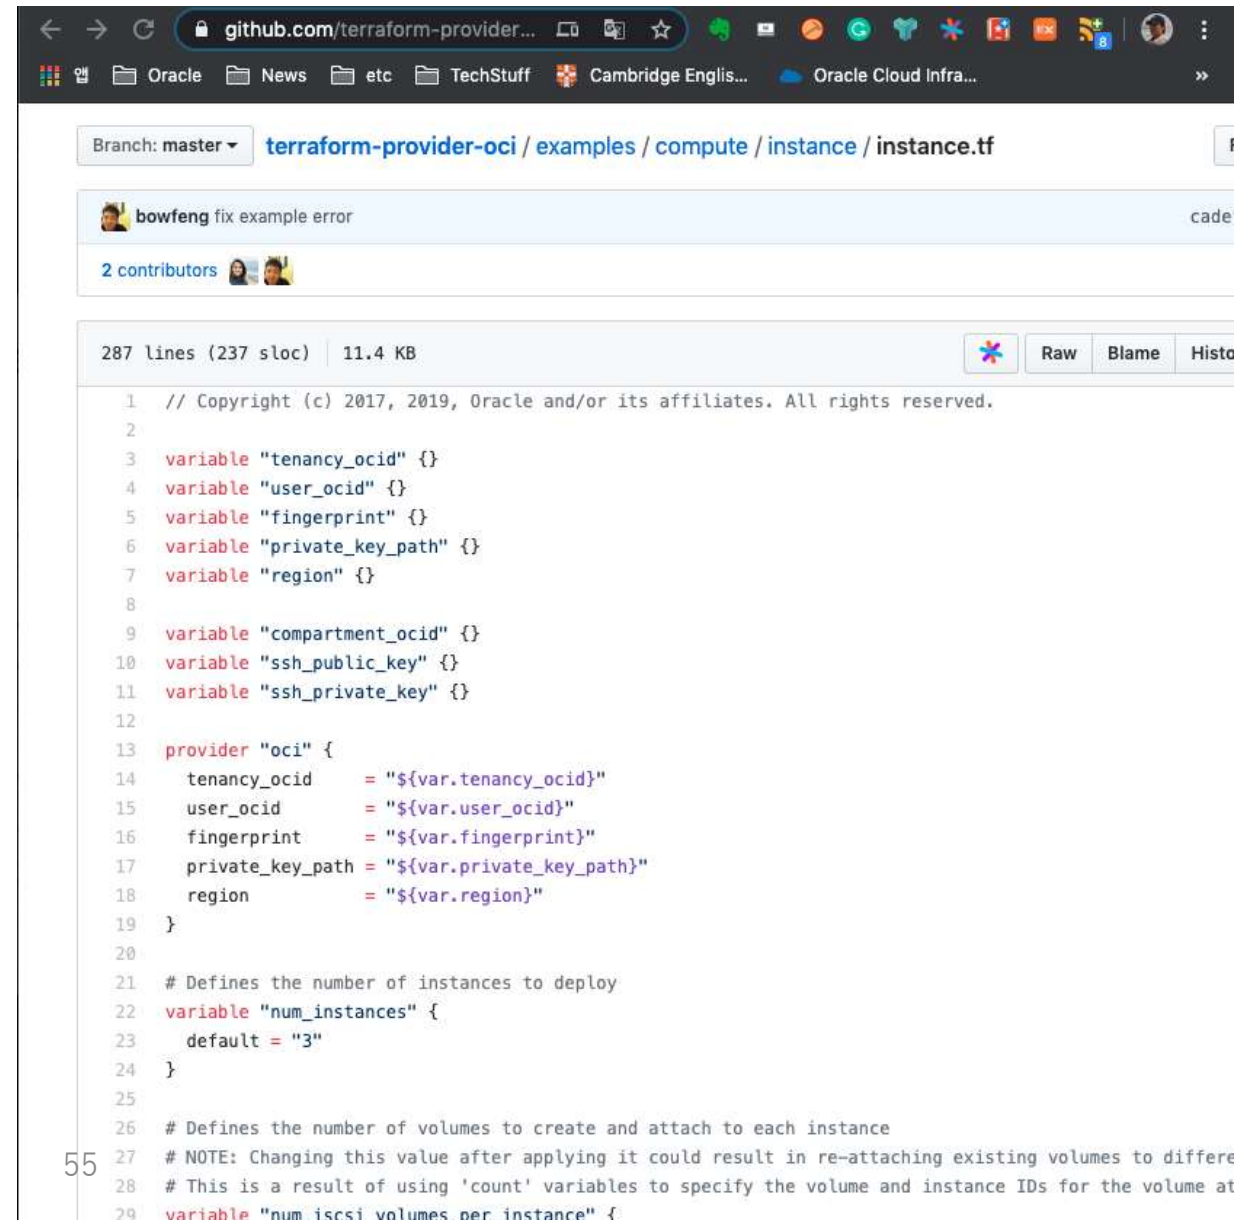 github.com/terraform-provider...
앱 Oracle News etc TechStuff Cambridge Englis... Oracle Cloud Infra... »
Branch: master terraform-provider-oci / examples / compute / instance / instance.tf
bowfeng fix example error cade
2 contributors
287 lines (237 sloc) 11.4 KB Raw Blame Histo
1 // Copyright (c) 2017, 2019, Oracle and/or its affiliates. All rights reserved.
2
3 variable "tenancy_ocid" {}
4 variable "user_ocid" {}
5 variable "fingerprint" {}
6 variable "private_key_path" {}
7 variable "region" {}
8
9 variable "compartment_ocid" {}
10 variable "ssh_public_key" {}
11 variable "ssh_private_key" {}
12
13 provider "oci" {
14 tenancy_ocid = "${var.tenancy_ocid}"
15 user_ocid = "${var.user_ocid}"
16 fingerprint = "${var.fingerprint}"
17 private_key_path = "${var.private_key_path}"
18 region = "${var.region}"
19 }
20
21 # Defines the number of instances to deploy
22 variable "num_instances" {
23 default = "3"
24 }
25
26 # Defines the number of volumes to create and attach to each instance
27 # NOTE: Changing this value after applying it could result in re-attaching existing volumes to differe
55
28 # This is a result of using 'count' variables to specify the volume and instance IDs for the volume at
29 variable "num_iscsi_volumes_per_instance" {